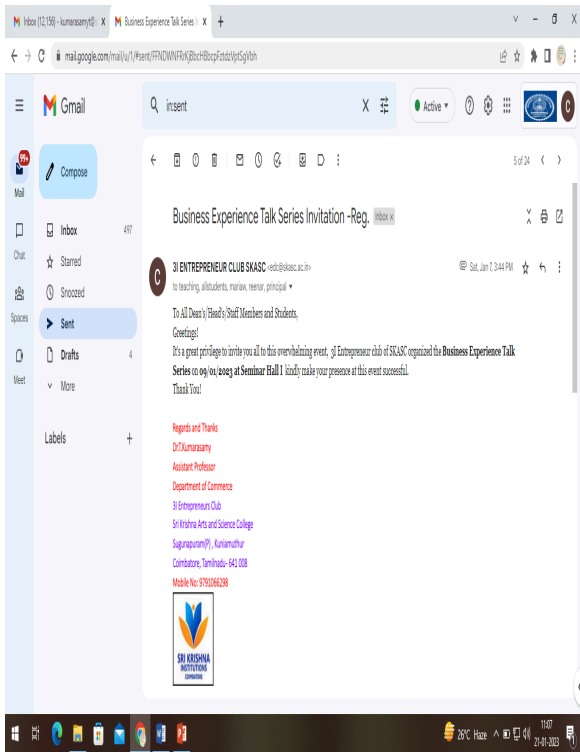 Inbox (12,156) - kumarasamyt@
Business Experience Talk Series In
mail.google.com/mail/u/1/#sent/FFNDWNFRrKjBbcHBbcpFztdzVptSgVbh
Gmail
in:sent
Active
C
99+
Mail
Compose
5 of 24
Business Experience Talk Series Invitation -Reg.
Inbox x
Inbox 497
Chat
Starred
C
3I ENTREPRENEUR CLUB SKASC <edc@skasc.ac.in>
Sat, Jan 7, 3:44 PM
to teaching, allstudents, mariaw, reenar, principal
Snoozed
Spaces
Sent
Drafts 4
Meet
More
Labels +
To All Dean's/Head's/Staff Members and Students,
Greetings!
It's a great privilege to invite you all to this overwhelming event, 3I Entrepreneur club of SKASC organized the Business Experience Talk
Series on 09/01/2023 at Seminar Hall I kindly make your presence at this event successful.
Thank You!
Regards and Thanks
Dr.T.Kumarasamy
Assistant Professor
Department of Commerce
3I Entrepreneurs Club
Sri Krishna Arts and Science College
Sugunapuram(P) , Kuniamuthur
Coimbatore, Tamilnadu- 641 008
Mobile No: 9791066298
SRI KRISHNA
INSTITUTIONS
COIMBATORE
26°C Haze
11:07
21-01-2023